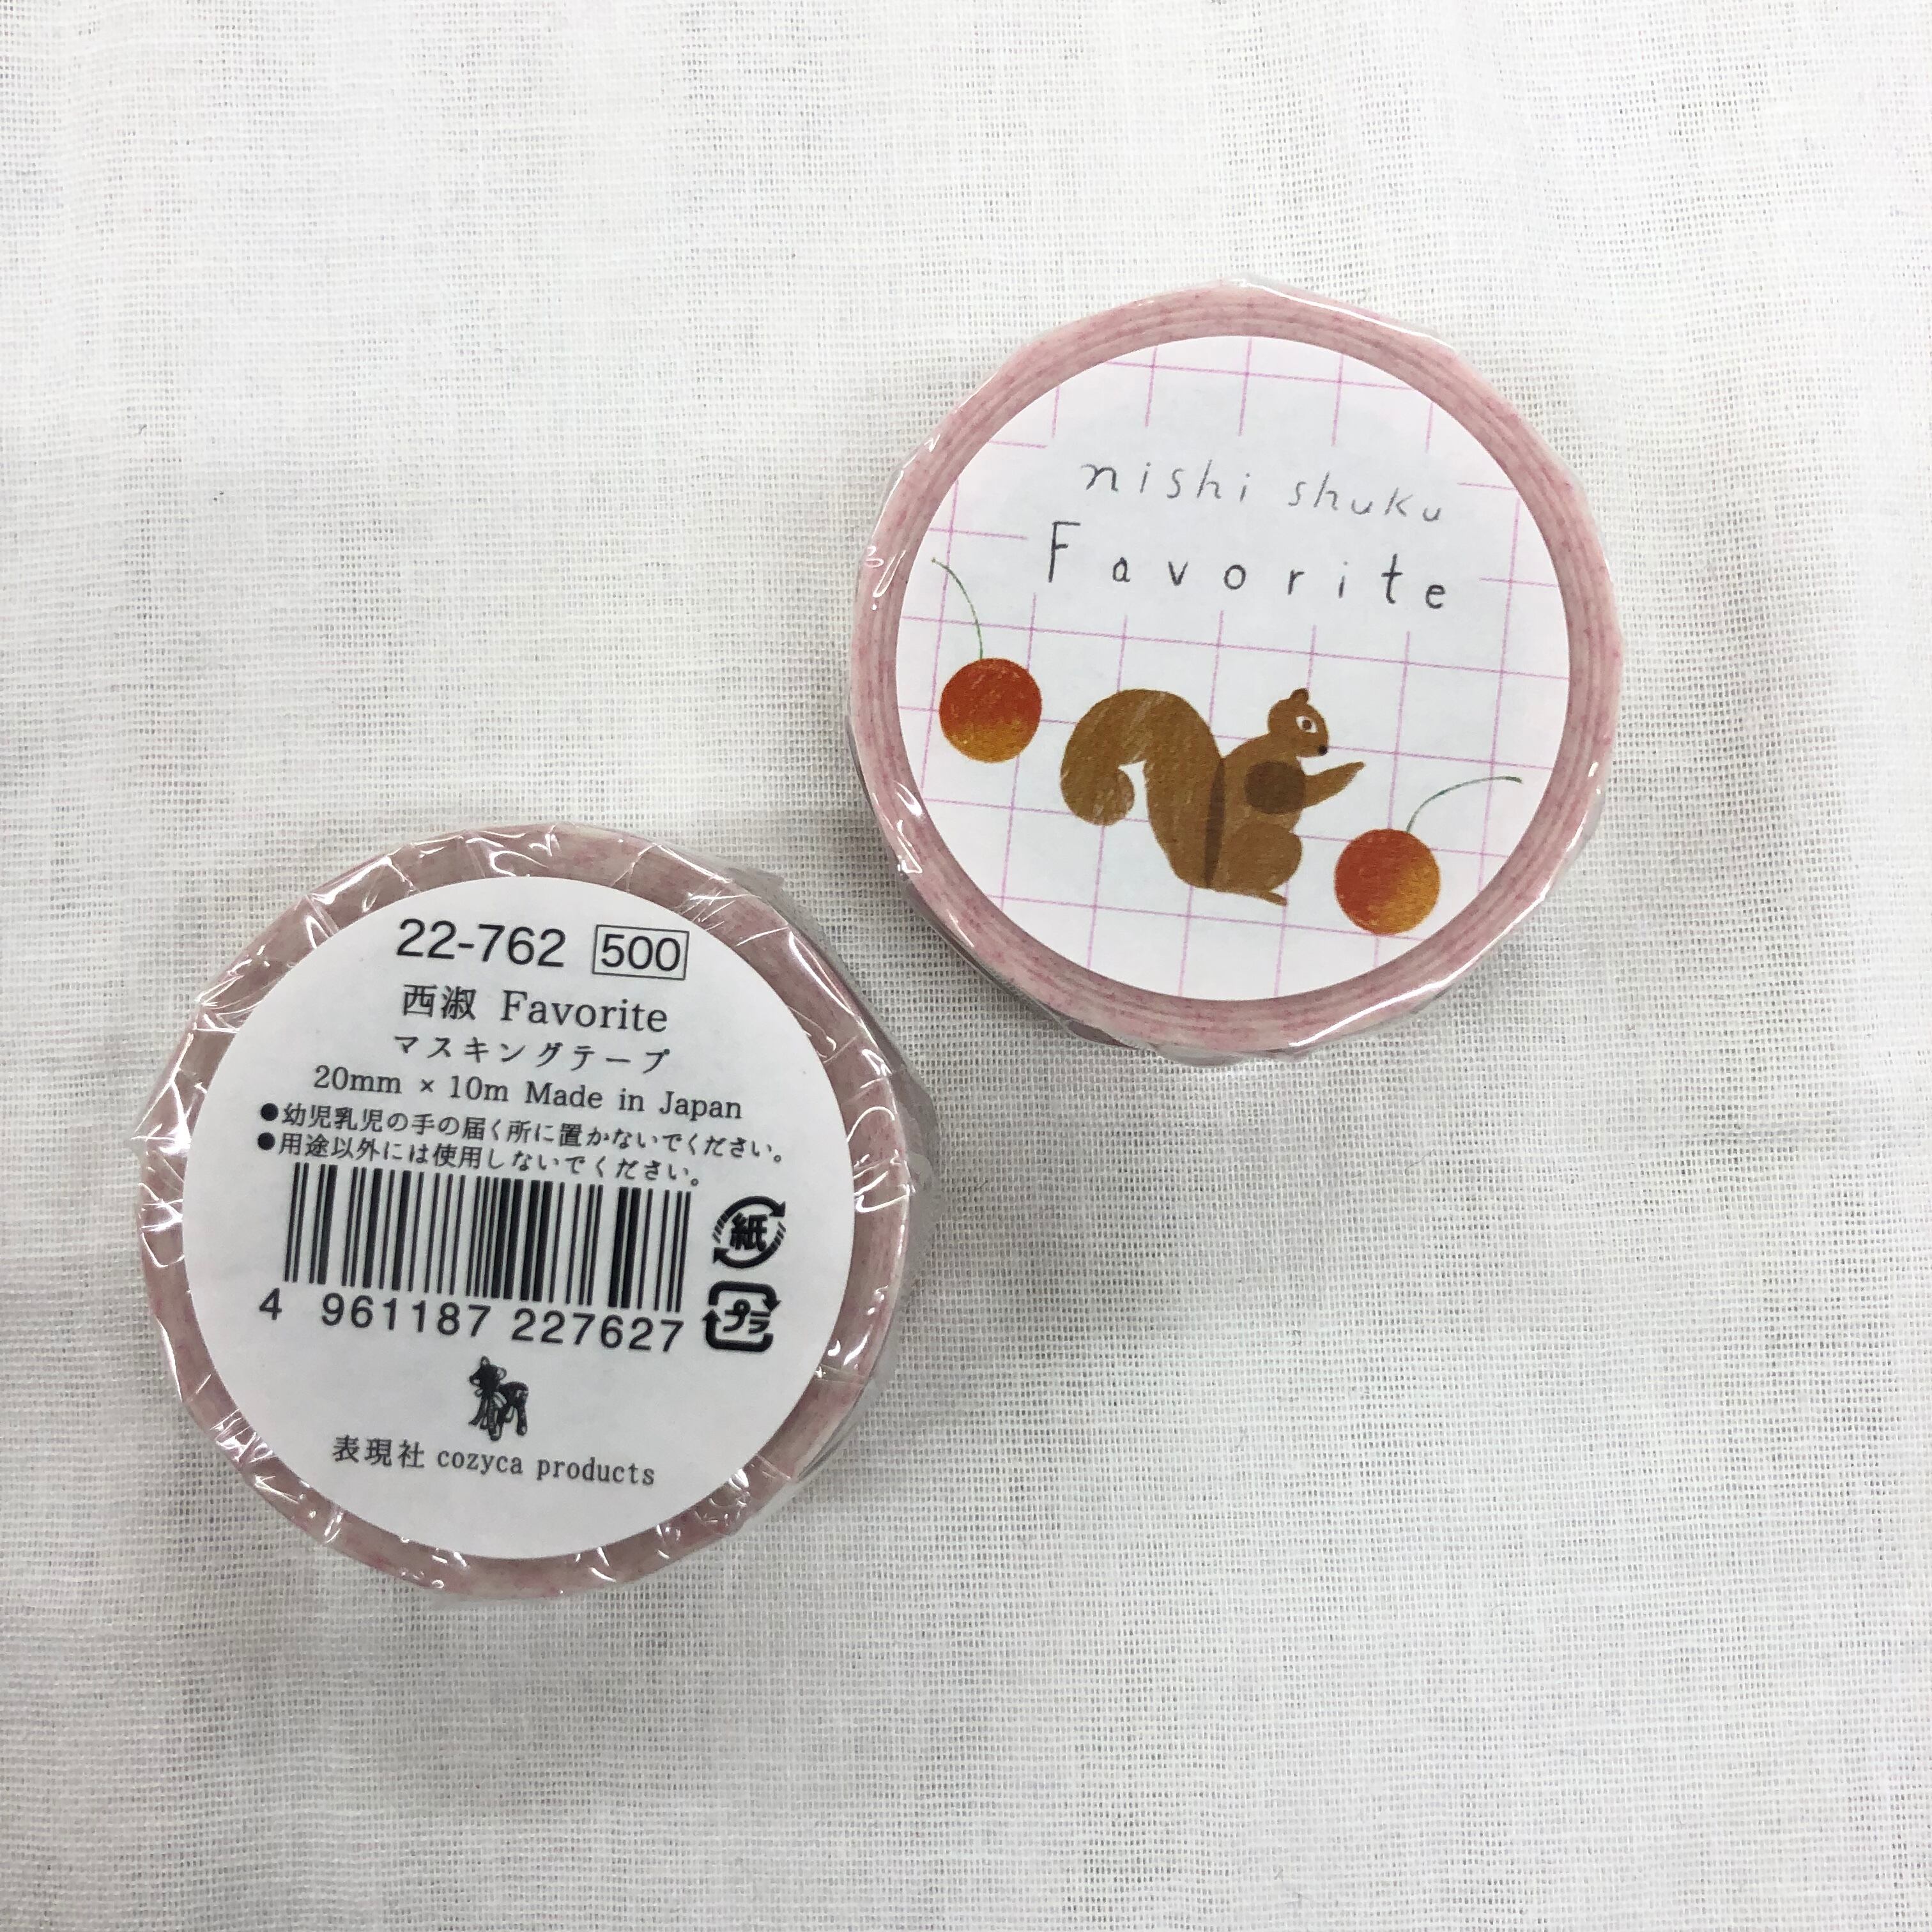 nishi shuku
Favorite
22-762 500
西淑 Favorite
マスキングテープ
20mm × 10m Made in Japan
●幼児乳児の手の届く所に置かないでください。
●用途以外には使用しないでください。
紙
プラ
4 961187 227627
表現社 cozyca products